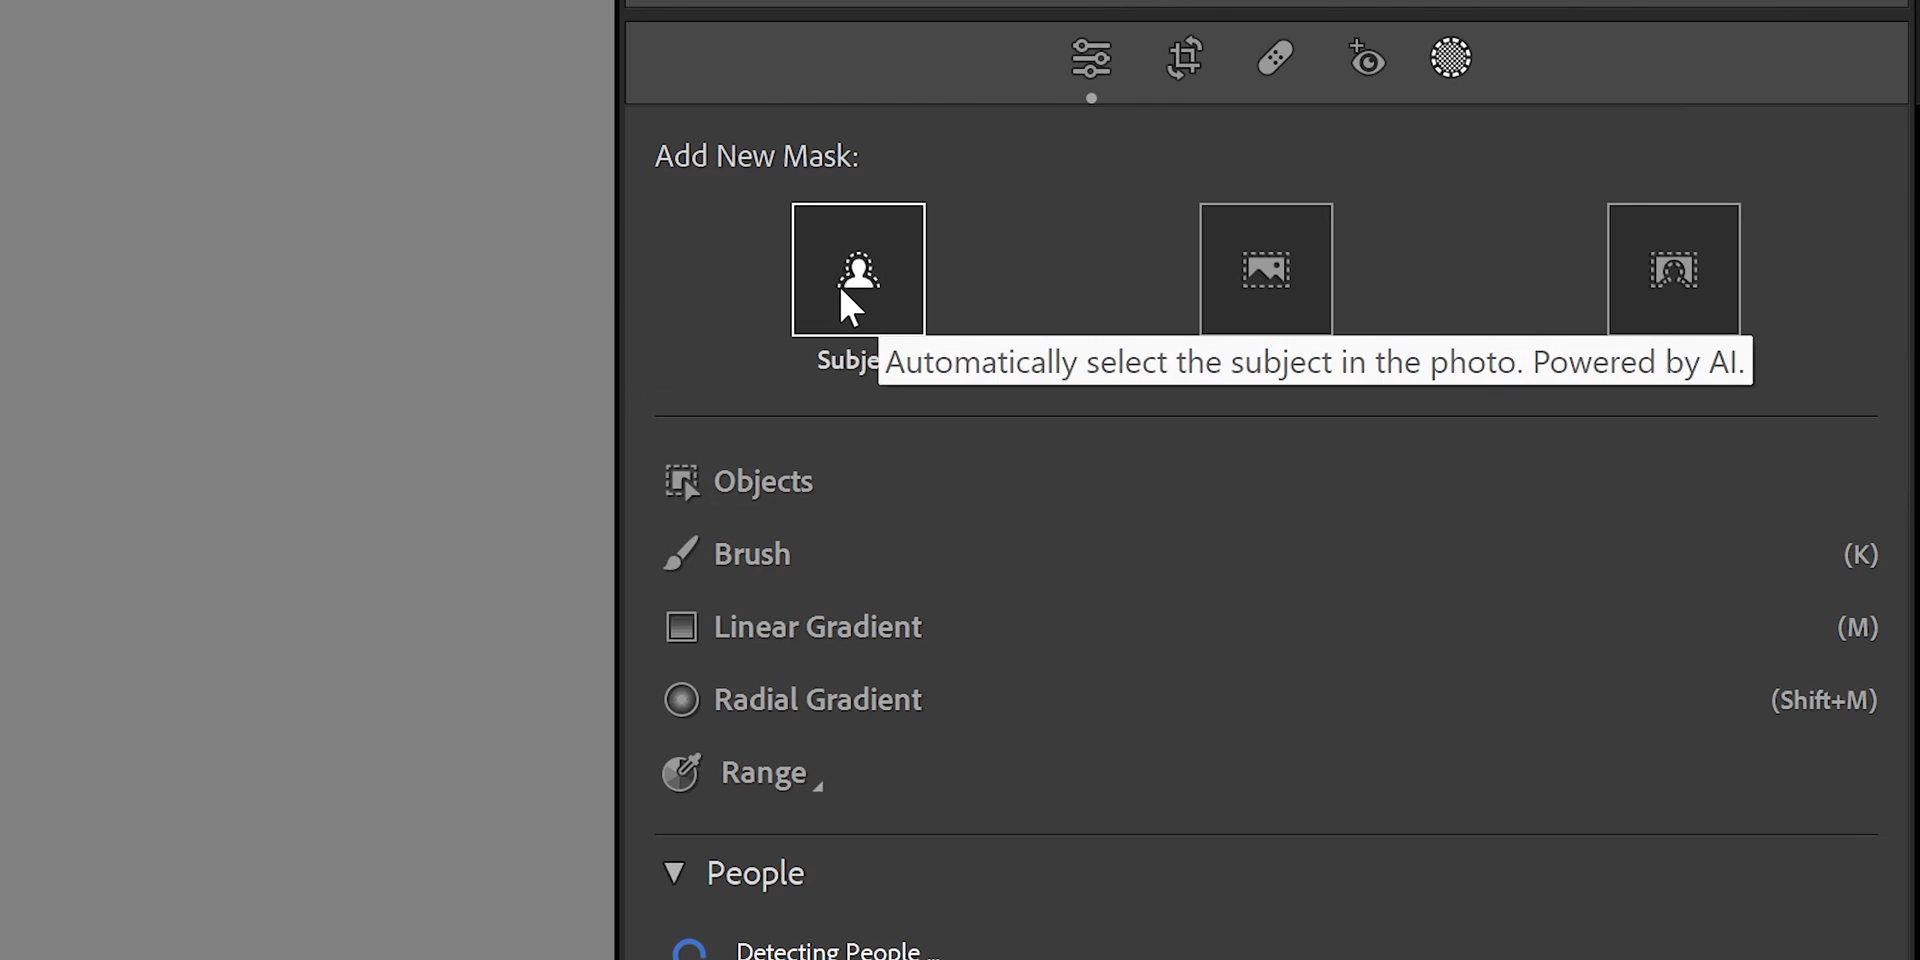 Add New Mask:
Subje
Automatically select the subject in the photo. Powered by AI.
Objects
Brush (K)
Linear Gradient (M)
Radial Gradient (Shift+M)
Range
People
Detecting People ...